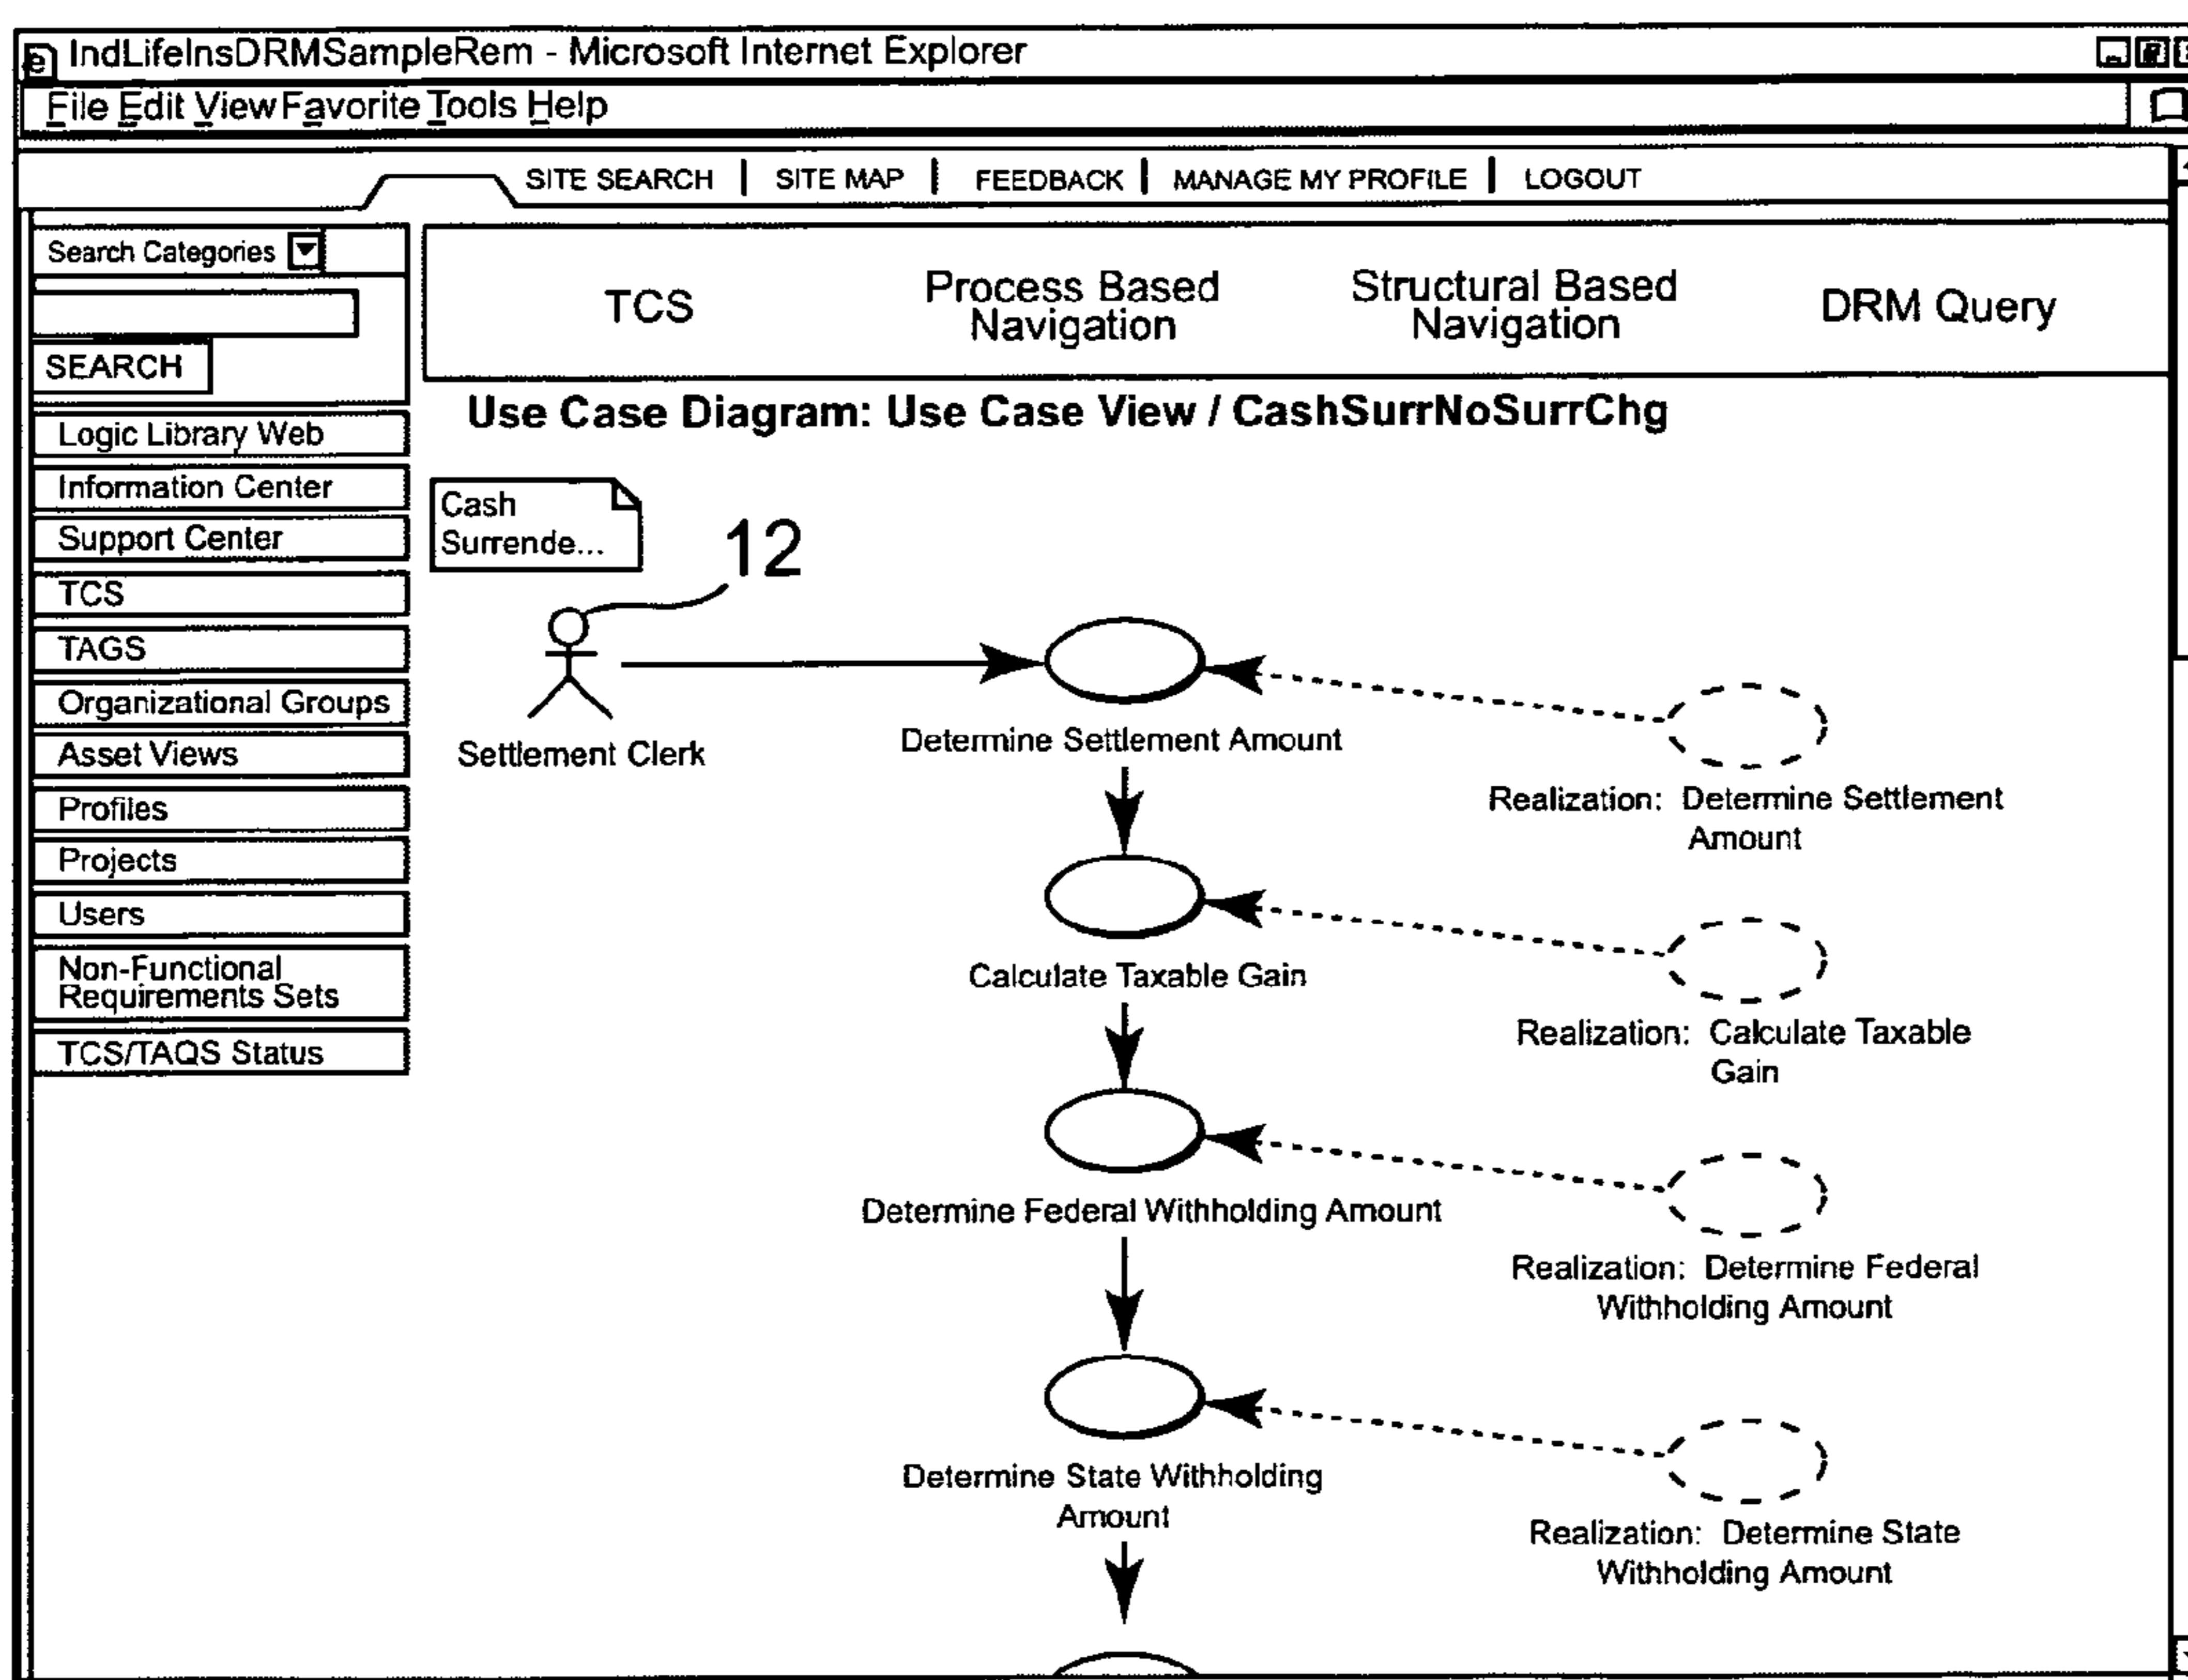 IndLifeInsDRMSampleRem - Microsoft Internet Explorer
File Edit View Favorite Tools Help
SITE SEARCH | SITE MAP | FEEDBACK | MANAGE MY PROFILE | LOGOUT
Search Categories
SEARCH
Logic Library Web
Information Center
Support Center
TCS
TAGS
Organizational Groups
Asset Views
Profiles
Projects
Users
Non-Functional
Requirements Sets
TCS/TAQS Status
TCS
Process Based
Navigation
Structural Based
Navigation
DRM Query
Use Case Diagram: Use Case View / CashSurrNoSurrChg
Cash
Surrende...
12
Settlement Clerk
Determine Settlement Amount
Realization: Determine Settlement
Amount
Calculate Taxable Gain
Realization: Calculate Taxable
Gain
Determine Federal Withholding Amount
Realization: Determine Federal
Withholding Amount
Determine State Withholding
Amount
Realization: Determine State
Withholding Amount